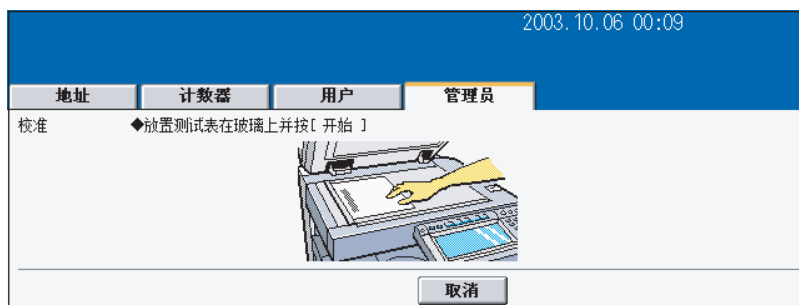 2003.10.06 00:09
地址 计数器 用户 管理员
校准 ◆放置测试表在玻璃上并按[ 开始 ]
取消